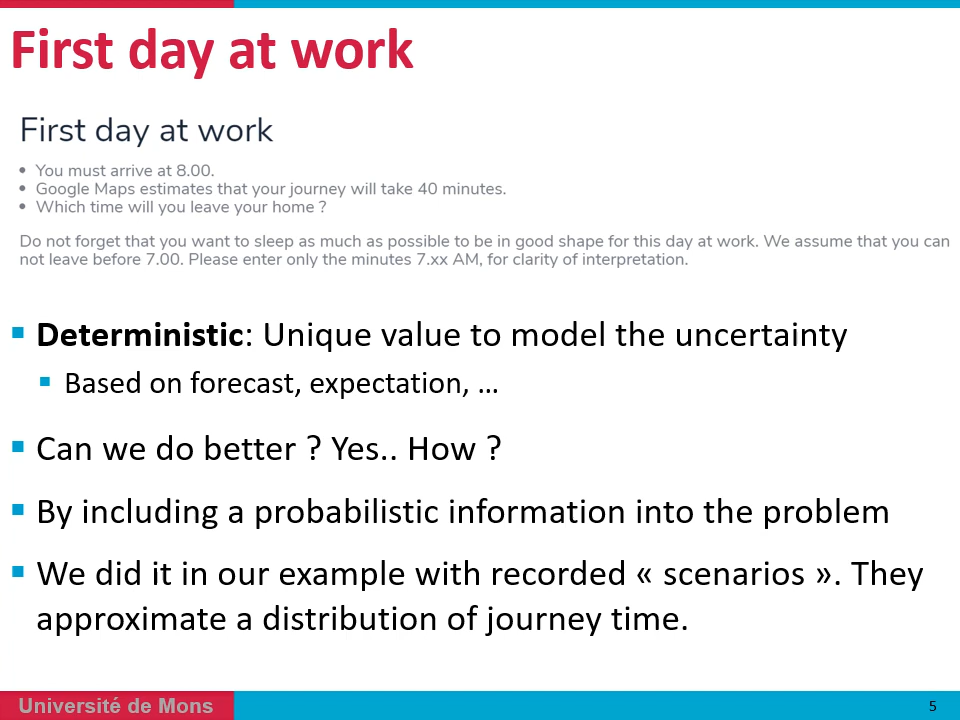 First day at work
First day at work
• You must arrive at 8.00.
• Google Maps estimates that your journey will take 40 minutes.
• Which time will you leave your home ?
Do not forget that you want to sleep as much as possible to be in good shape for this day at work. We assume that you can
not leave before 7.00. Please enter only the minutes 7.xx AM, for clarity of interpretation.
▪ Deterministic: Unique value to model the uncertainty
▪ Based on forecast, expectation, …
▪ Can we do better ? Yes.. How ?
▪ By including a probabilistic information into the problem
▪ We did it in our example with recorded « scenarios ». They
approximate a distribution of journey time.
Université de Mons
5